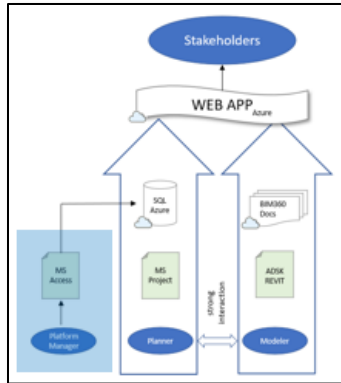 Stakeholders
WEB APP
Azure
SQL
Azure
BIM360
Docs
MS
Access
MS
Project
ADSK
REVIT
strong
interaction
Platform
Manager
Planner
Modeler